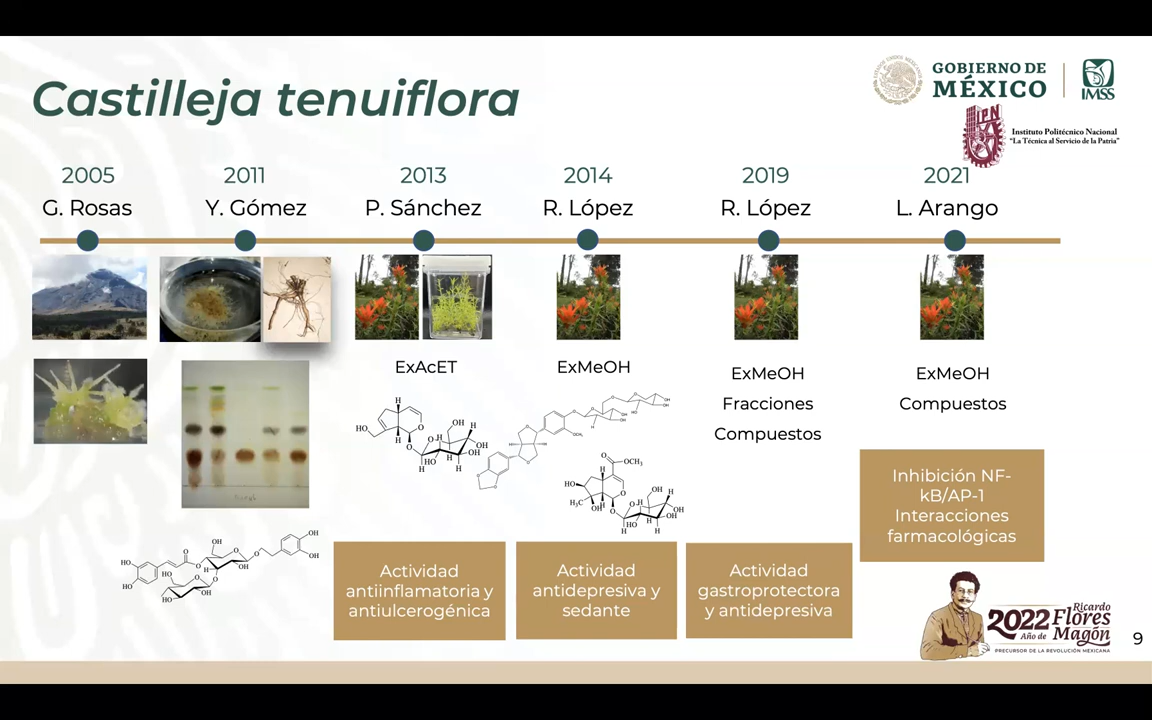 Castilleja tenuiflora
GOBIERNO DE
MÉXICO
IMSS
IPN
Instituto Politécnico Nacional
"La Técnica al Servicio de la Patria"
2005
G. Rosas
2011
Y. Gómez
2013
P. Sánchez
2014
R. López
2019
R. López
2021
L. Arango
ExAcET
ExMeOH
ExMeOH
Fracciones
Compuestos
ExMeOH
Compuestos
Actividad
antiinflamatoria y
antiulcerogénica
Actividad
antidepresiva y
sedante
Actividad
gastroprotectora
y antidepresiva
Inhibición NF-
kB/AP-1
Interacciones
farmacológicas
2022 Ricardo
Año de Flores
Magón
PRECURSOR DE LA REVOLUCIÓN MEXICANA
9